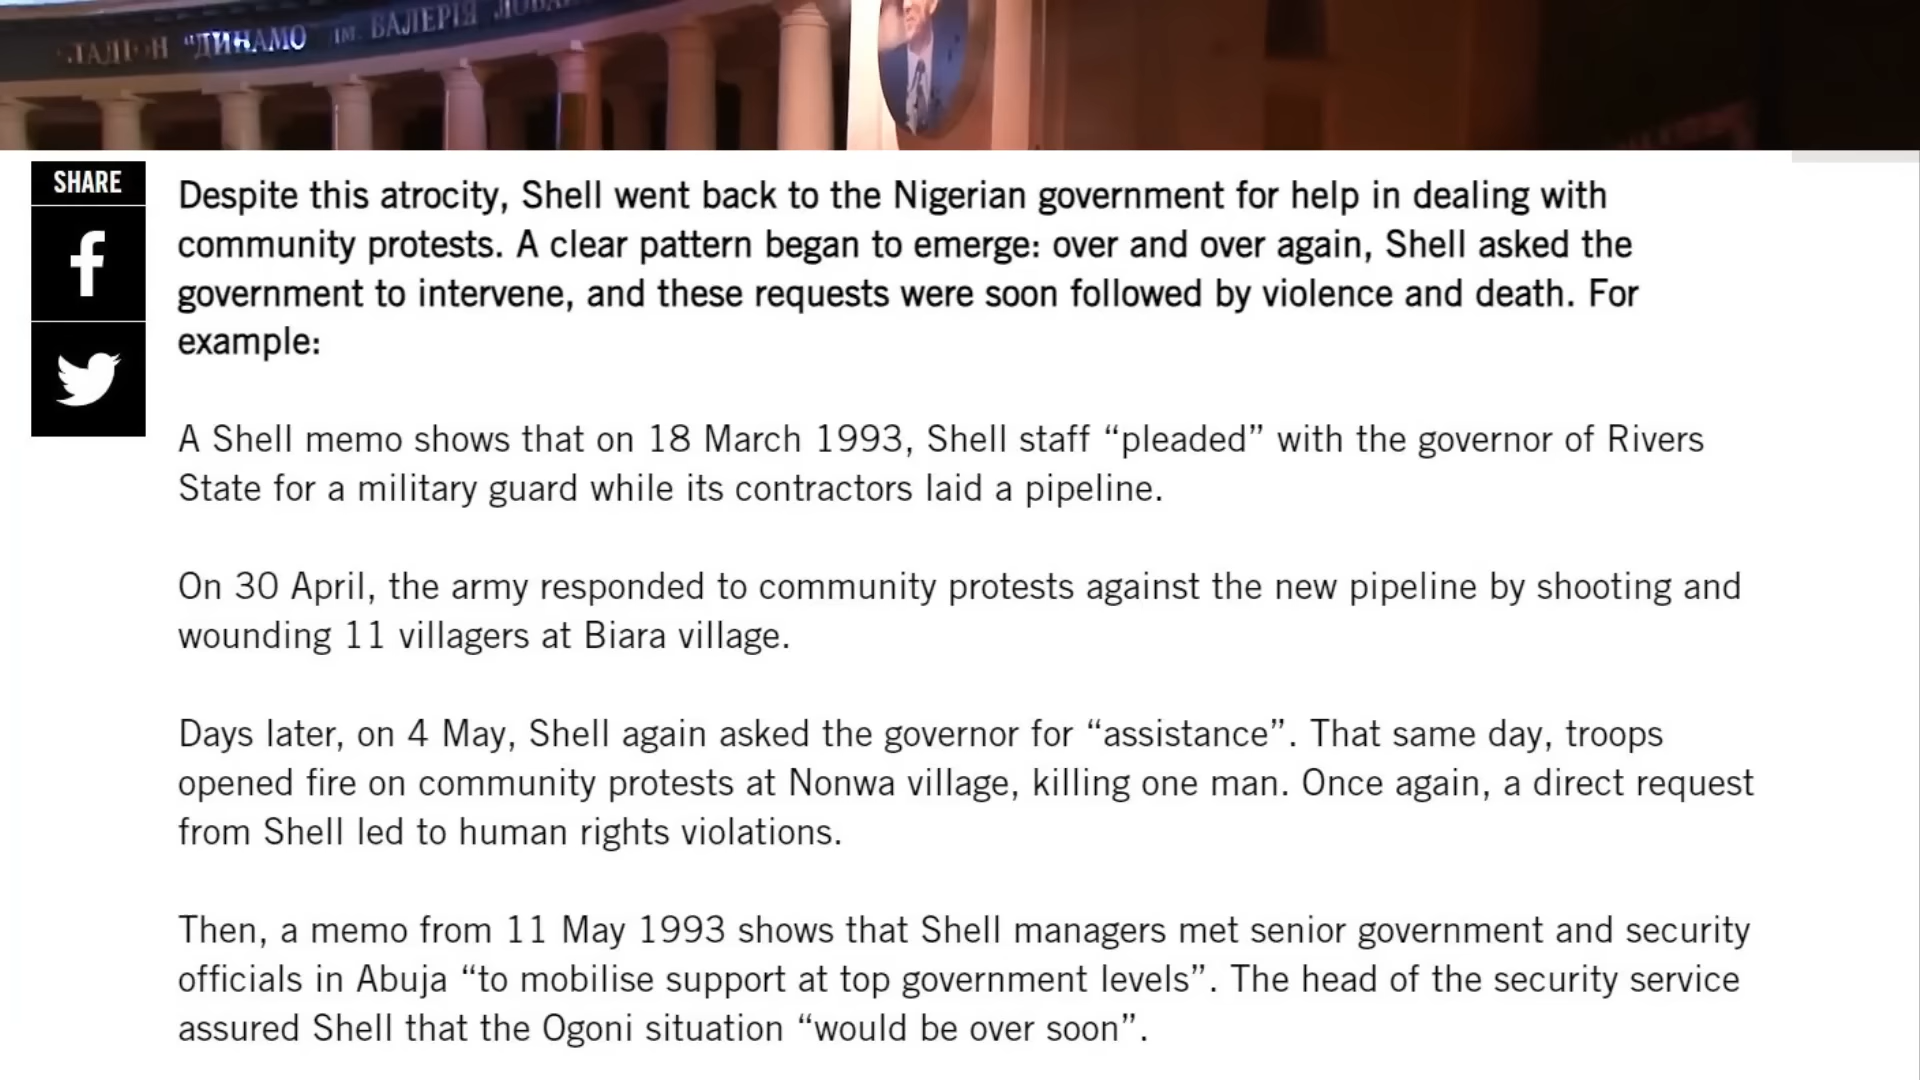 "ДИНАМО" ІМ. ВАЛЕРІЯ
SHARE
Despite this atrocity, Shell went back to the Nigerian government for help in dealing with
community protests. A clear pattern began to emerge: over and over again, Shell asked the
government to intervene, and these requests were soon followed by violence and death. For
example:
A Shell memo shows that on 18 March 1993, Shell staff “pleaded” with the governor of Rivers
State for a military guard while its contractors laid a pipeline.
On 30 April, the army responded to community protests against the new pipeline by shooting and
wounding 11 villagers at Biara village.
Days later, on 4 May, Shell again asked the governor for “assistance”. That same day, troops
opened fire on community protests at Nonwa village, killing one man. Once again, a direct request
from Shell led to human rights violations.
Then, a memo from 11 May 1993 shows that Shell managers met senior government and security
officials in Abuja “to mobilise support at top government levels”. The head of the security service
assured Shell that the Ogoni situation “would be over soon”.